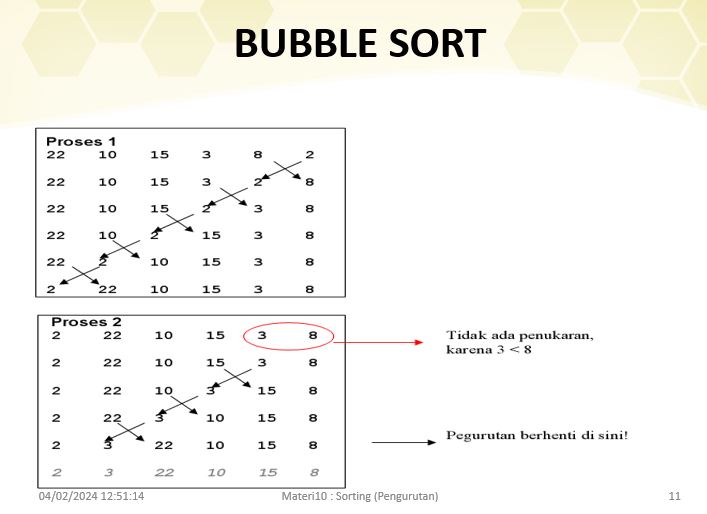 BUBBLE SORT
Proses 1
22 10 15 3 8 2
22 10 15 3 2 8
22 10 15 2 3 8
22 10 2 15 3 8
22 2 10 15 3 8
2 22 10 15 3 8
Proses 2
2 22 10 15 3 8
2 22 10 15 3 8
2 22 10 3 15 8
2 22 3 10 15 8
2 3 22 10 15 8
2 3 22 10 15 8
Tidak ada penukaran,
karena 3 < 8
Pegurutan berhenti di sini!
04/02/2024 12:51:14
Materi10 : Sorting (Pengurutan)
11